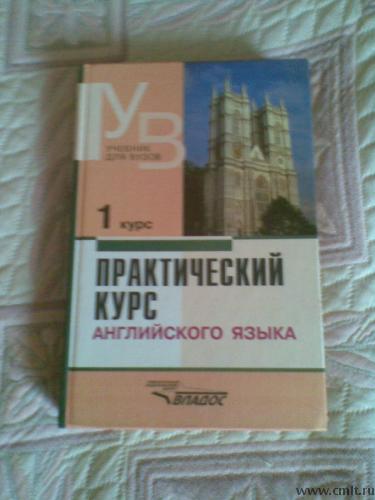 УВ
УЧЕБНИК
ДЛЯ ВУЗОВ
1 курс
ПРАКТИЧЕСКИЙ
КУРС
АНГЛИЙСКОГО ЯЗЫКА
ВЛАДОС
www.cmlt.ru